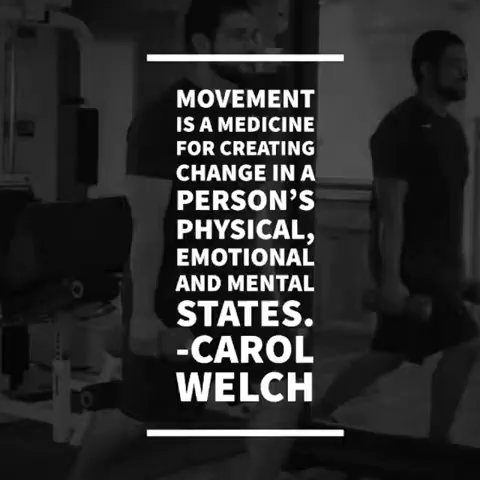 MOVEMENT
IS A MEDICINE
FOR CREATING
CHANGE IN A
PERSON'S
PHYSICAL,
EMOTIONAL
AND MENTAL
STATES.
-CAROL
WELCH